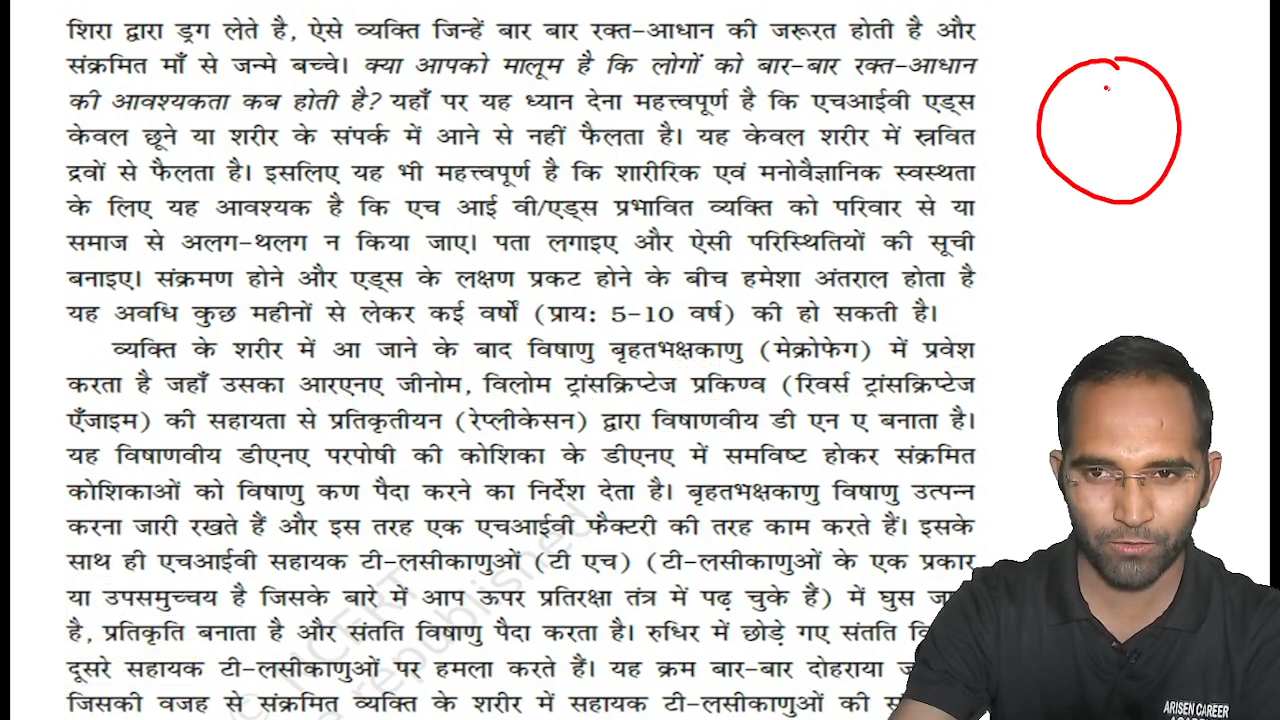 शिरा द्वारा ड्रग लेते है, ऐसे व्यक्ति जिन्हें बार बार रक्त-आधान की जरूरत होती है और
संक्रमित माँ से जन्मे बच्चे। क्या आपको मालूम है कि लोगों को बार-बार रक्त-आधान
की आवश्यकता कब होती है? यहाँ पर यह ध्यान देना महत्त्वपूर्ण है कि एचआईवी एड्स
केवल छूने या शरीर के संपर्क में आने से नहीं फैलता है। यह केवल शरीर में स्रवित
द्रवों से फैलता है। इसलिए यह भी महत्त्वपूर्ण है कि शारीरिक एवं मनोवैज्ञानिक स्वस्थता
के लिए यह आवश्यक है कि एच आई वी/एड्स प्रभावित व्यक्ति को परिवार से या
समाज से अलग-थलग न किया जाए। पता लगाइए और ऐसी परिस्थितियों की सूची
बनाइए। संक्रमण होने और एड्स के लक्षण प्रकट होने के बीच हमेशा अंतराल होता है
यह अवधि कुछ महीनों से लेकर कई वर्षों (प्राय: 5-10 वर्ष) की हो सकती है।
व्यक्ति के शरीर में आ जाने के बाद विषाणु बृहतभक्षकाणु (मेक्रोफेग) में प्रवेश
करता है जहाँ उसका आरएनए जीनोम, विलोम ट्रांसक्रिप्टेज प्रकिण्व (रिवर्स ट्रांसक्रिप्टेज
एँजाइम) की सहायता से प्रतिकृतीयन (रेप्लीकेसन) द्वारा विषाणवीय डी एन ए बनाता है।
यह विषाणवीय डीएनए परपोषी की कोशिका के डीएनए में समविष्ट होकर संक्रमित
कोशिकाओं को विषाणु कण पैदा करने का निर्देश देता है। बृहतभक्षकाणु विषाणु उत्पन्न
करना जारी रखते हैं और इस तरह एक एचआईवी फैक्टरी की तरह काम करते हैं। इसके
साथ ही एचआईवी सहायक टी-लसीकाणुओं (टी एच) (टी-लसीकाणुओं के एक प्रकार
या उपसमुच्चय है जिसके बारे में आप ऊपर प्रतिरक्षा तंत्र में पढ़ चुके हैं) में घुस
है, प्रतिकृति बनाता है और संतति विषाणु पैदा करता है। रुधिर में छोड़े गए संतति
दूसरे सहायक टी-लसीकाणुओं पर हमला करते हैं। यह क्रम बार-बार दोहराया
जिसकी वजह से संक्रमित व्यक्ति के शरीर में सहायक टी-लसीकाणुओं की
NCERT
republished
ARISEN CAREER